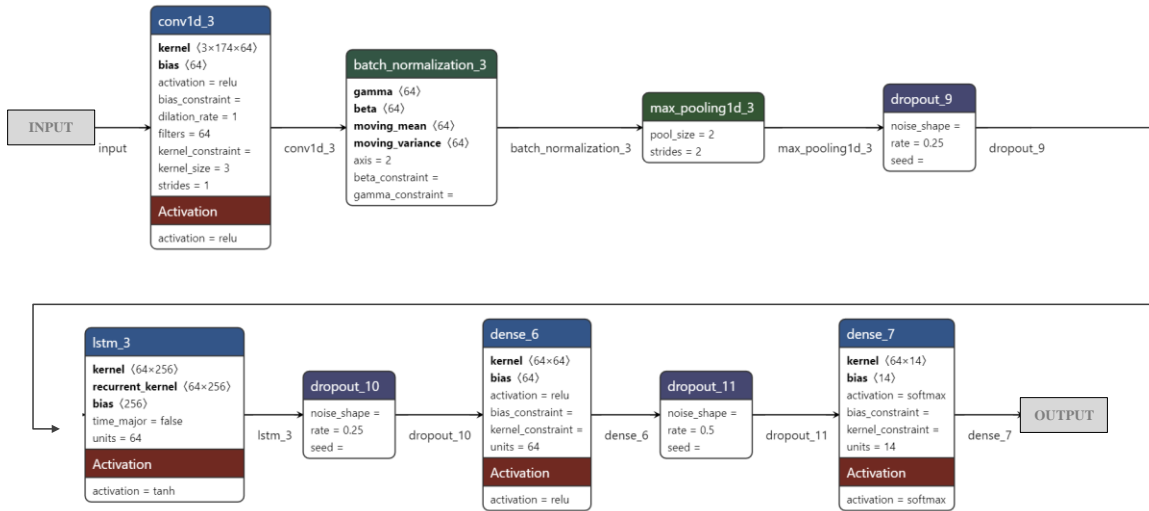 INPUT
input
conv1d_3
kernel ⟨3×174×64⟩
bias ⟨64⟩
activation = relu
bias_constraint =
dilation_rate = 1
filters = 64
kernel_constraint =
kernel_size = 3
strides = 1
Activation
activation = relu
conv1d_3
batch_normalization_3
gamma ⟨64⟩
beta ⟨64⟩
moving_mean ⟨64⟩
moving_variance ⟨64⟩
axis = 2
beta_constraint =
gamma_constraint =
batch_normalization_3
max_pooling1d_3
pool_size = 2
strides = 2
max_pooling1d_3
dropout_9
noise_shape =
rate = 0.25
seed =
dropout_9
lstm_3
kernel ⟨64×256⟩
recurrent_kernel ⟨64×256⟩
bias ⟨256⟩
time_major = false
units = 64
Activation
activation = tanh
lstm_3
dropout_10
noise_shape =
rate = 0.25
seed =
dropout_10
dense_6
kernel ⟨64×64⟩
bias ⟨64⟩
activation = relu
bias_constraint =
kernel_constraint =
units = 64
Activation
activation = relu
dense_6
dropout_11
noise_shape =
rate = 0.5
seed =
dropout_11
dense_7
kernel ⟨64×14⟩
bias ⟨14⟩
activation = softmax
bias_constraint =
kernel_constraint =
units = 14
Activation
activation = softmax
dense_7
OUTPUT